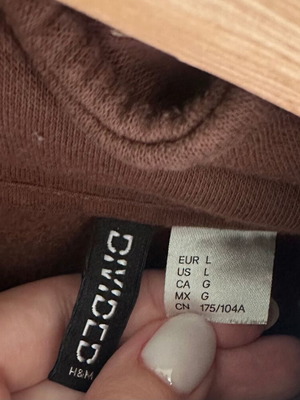 DIVIDED
H&M
EUR L
US L
CA G
MX G
CN 175/104A